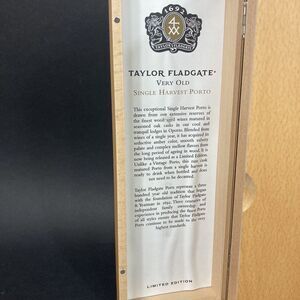 1692
TAYLOR FLADGATE
TAYLOR FLADGATE
VERY OLD
SINGLE HARVEST PORTO
This exceptional Single Harvest Porto is
drawn from our extensive reserves of
the finest wood aged wines matured in
seasoned oak casks in our cool and
tranquil lodges in Oporto. Blended from
wines of a single year, it has acquired its
seductive amber color, smooth velvety
palate and complex mellow flavors from
the long period of ageing in wood. It is
now being released as a Limited Edition.
Unlike a Vintage Porto, this rare cask
matured Porto from a single harvest is
ready to drink when bottled and does
not need to be decanted.
Taylor Fladgate Porto represents a three
hundred year old tradition that began
with the foundation of Taylor Fladgate
& Yeatman in 1692. Three centuries of
independent family ownership and
experience in producing the finest Porto
of all styles ensure that Taylor Fladgate
Porto continue to be made to the very
highest standards.
LIMITED EDITION